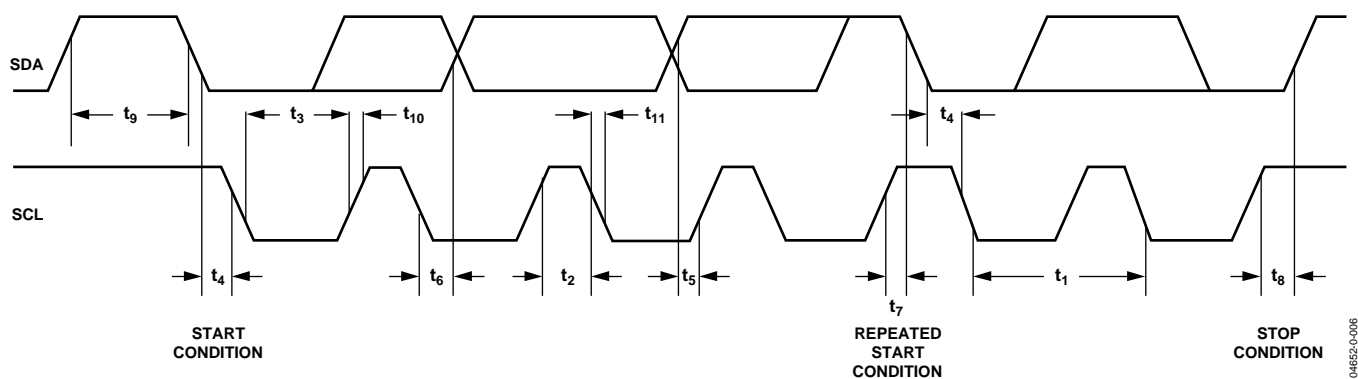 SDA
t9
t3
t10
t11
t4
SCL
t4
t6
t2
t5
t7
t1
t8
START
CONDITION
REPEATED
START
CONDITION
STOP
CONDITION
04652-0-006